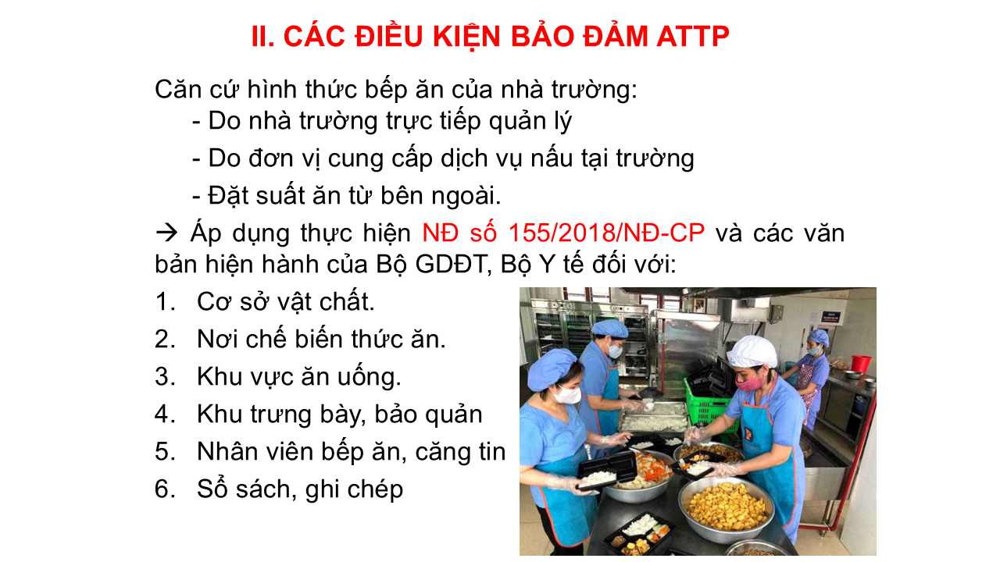 II. CÁC ĐIỀU KIỆN BẢO ĐẢM ATTP
Căn cứ hình thức bếp ăn của nhà trường:
- Do nhà trường trực tiếp quản lý
- Do đơn vị cung cấp dịch vụ nấu tại trường
- Đặt suất ăn từ bên ngoài.
→ Áp dụng thực hiện NĐ số 155/2018/NĐ-CP và các văn
bản hiện hành của Bộ GDĐT, Bộ Y tế đối với:
1. Cơ sở vật chất.
2. Nơi chế biến thức ăn.
3. Khu vực ăn uống.
4. Khu trưng bày, bảo quản
5. Nhân viên bếp ăn, căng tin
6. Sổ sách, ghi chép